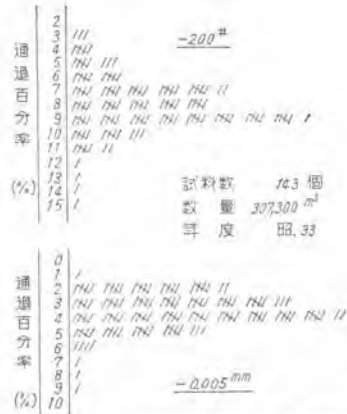 通過百分率 (%)
-200#
2
3 ///
4 𝍸
5 𝍸 ///
6 𝍸 𝍸
7 𝍸 𝍸 𝍸 𝍸 𝍸 //
8 𝍸 𝍸 𝍸 𝍸 𝍸
9 𝍸 𝍸 𝍸 𝍸 𝍸 𝍸 𝍸 𝍸 /
10 𝍸 𝍸 ///
11 𝍸 //
12 /
13 /
14 /
15 /
試料数 143 個
数量 307,300 m³
年度 昭.33
通過百分率 (%)
0
1 /
2 𝍸 𝍸 𝍸 𝍸 𝍸 //
3 𝍸 𝍸 𝍸 𝍸 𝍸 𝍸 𝍸 ///
4 𝍸 𝍸 𝍸 𝍸 𝍸 𝍸 𝍸 𝍸 𝍸 //
5 𝍸 𝍸 𝍸 𝍸 ///
6 ////
7 /
8 /
9 /
10
-0.005 mm